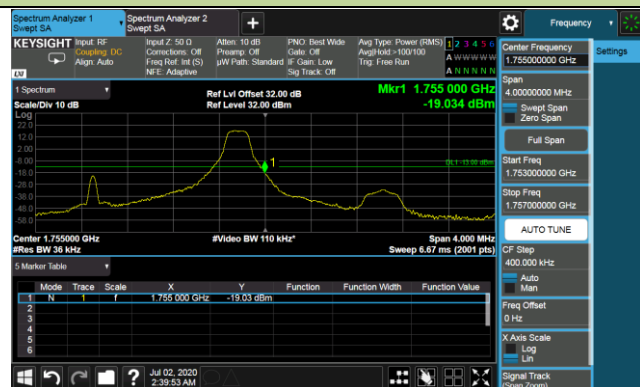 Spectrum Analyzer 1
Swept SA
Spectrum Analyzer 2
Swept SA
+
Frequency
KEYSIGHT
Input: RF
Coupling: DC
Align: Auto
Input Z: 50 Ω
Corrections: Off
Freq Ref: Int (S)
NFE: Adaptive
Atten: 10 dB
Preamp: Off
µW Path: Standard
PNO: Best Wide
Gate: Off
IF Gain: Low
Sig Track: Off
Avg Type: Power (RMS)
Avg|Hold >100/100
Trig: Free Run
1 2 3 4 5 6
A W W W W W
A N N N N N
LXI
1 Spectrum
Scale/Div 10 dB
Ref Lvl Offset 32.00 dB
Ref Level 32.00 dBm
Mkr1 1.755 000 GHz
-19.034 dBm
Log
22.0
12.0
2.00
-8.00
-18.0
-28.0
-38.0
-48.0
-58.0
1
DL1 -13.00 dBm
Center 1.755000 GHz
#Res BW 36 kHz
#Video BW 110 kHz*
Span 4.000 MHz
Sweep 6.67 ms (2001 pts)
5 Marker Table
Mode Trace Scale X Y Function Function Width Function Value
1 N 1 f 1.755 000 GHz -19.03 dBm
2
3
4
5
6
?
Jul 02, 2020
2:39:53 AM
Center Frequency
1.755000000 GHz
Span
4.00000000 MHz
Swept Span
Zero Span
Full Span
Start Freq
1.753000000 GHz
Stop Freq
1.757000000 GHz
AUTO TUNE
CF Step
400.000 kHz
Auto
Man
Freq Offset
0 Hz
X Axis Scale
Log
Lin
Signal Track
(Span Zoom)
Settings